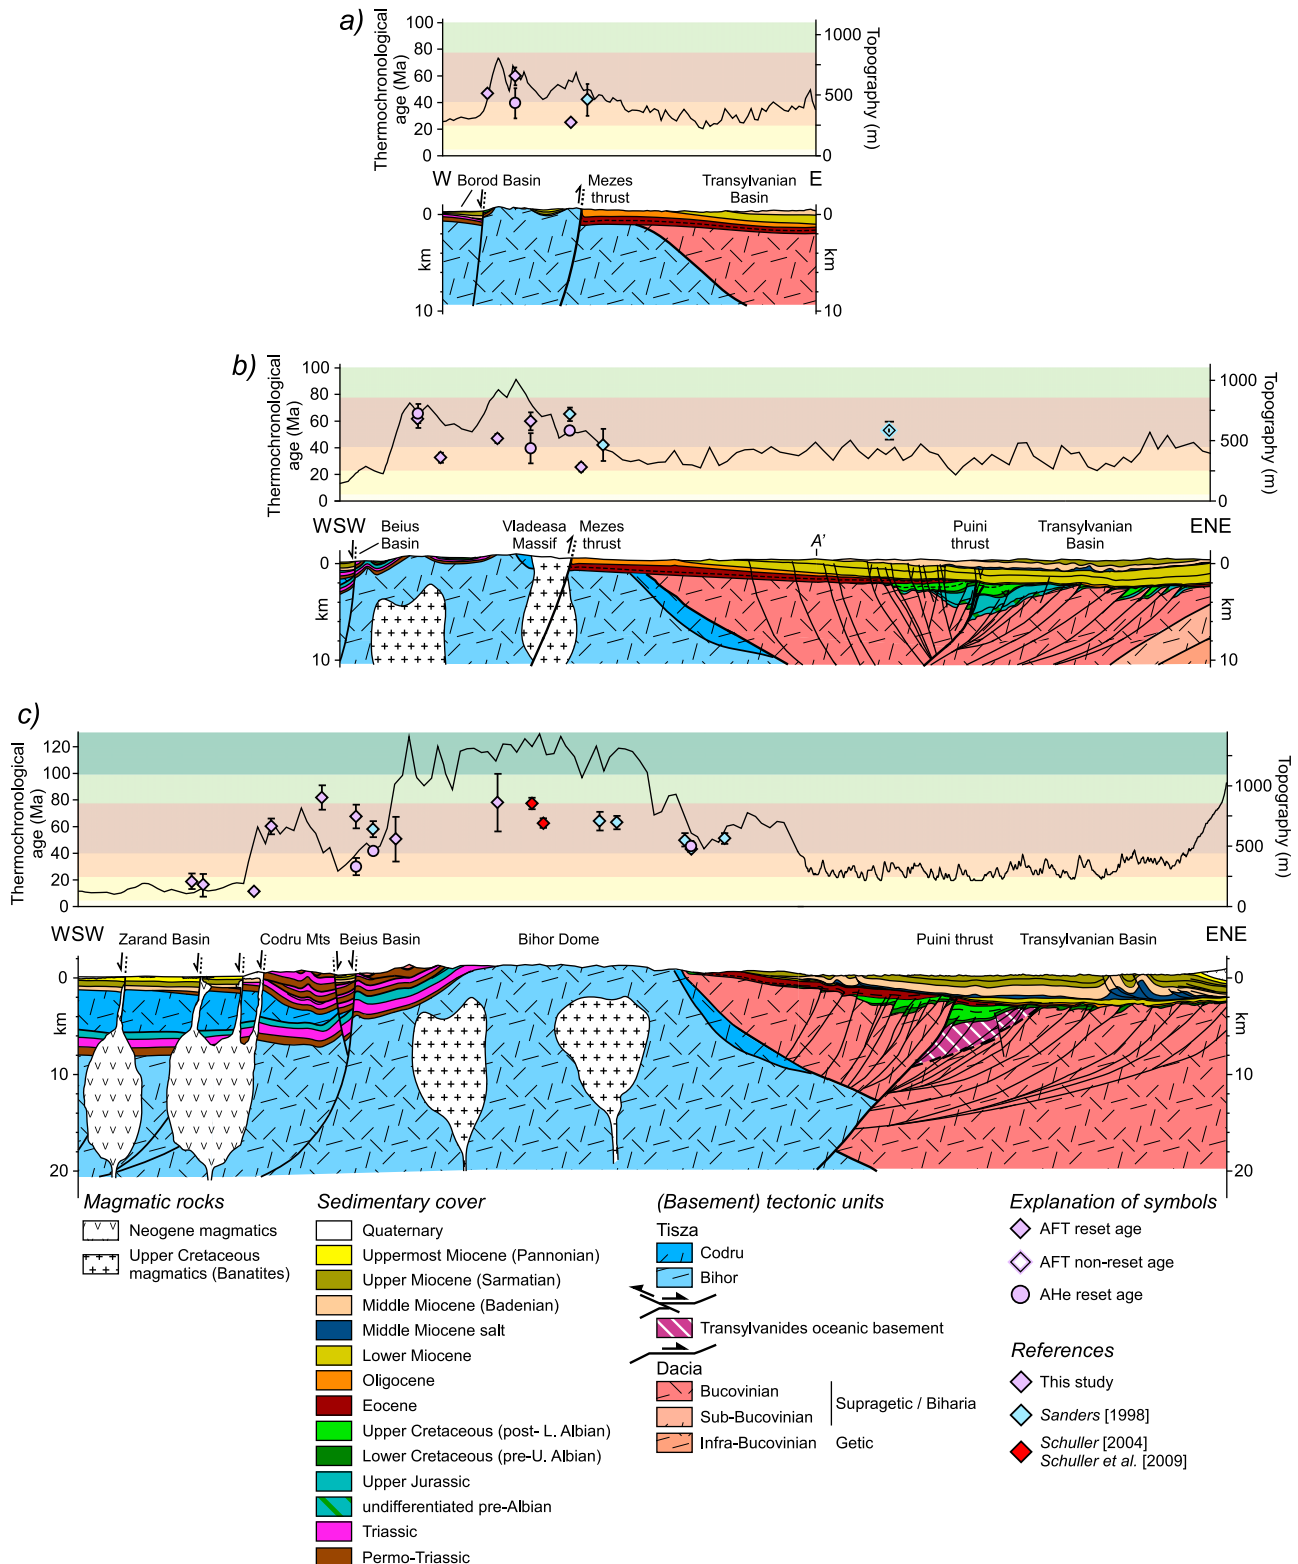 a)
Thermochronological
age (Ma)
100
80
60
40
20
0
1000
500
0
Topography (m)
W
Borod Basin
Mezes
thrust
Transylvanian
Basin
E
0
km
10
0
km
10
b)
Thermochronological
age (Ma)
100
80
60
40
20
0
1000
500
0
Topography (m)
WSW
Beius
Basin
Vladeasa
Massif
Mezes
thrust
A'
Puini
thrust
Transylvanian
Basin
ENE
0
km
10
0
km
10
c)
Thermochronological
age (Ma)
120
100
80
60
40
20
0
1000
500
0
Topography (m)
WSW
Zarand Basin
Codru Mts
Beius Basin
Bihor Dome
Puini thrust
Transylvanian Basin
ENE
0
km
10
20
0
km
10
20
Magmatic rocks
Neogene magmatics
Upper Cretaceous
magmatics (Banatites)
Sedimentary cover
Quaternary
Uppermost Miocene (Pannonian)
Upper Miocene (Sarmatian)
Middle Miocene (Badenian)
Middle Miocene salt
Lower Miocene
Oligocene
Eocene
Upper Cretaceous (post- L. Albian)
Lower Cretaceous (pre-U. Albian)
Upper Jurassic
undifferentiated pre-Albian
Triassic
Permo-Triassic
(Basement) tectonic units
Tisza
Codru
Bihor
Transylvanides oceanic basement
Dacia
Bucovinian
Sub-Bucovinian
Supragetic / Biharia
Infra-Bucovinian
Getic
Explanation of symbols
AFT reset age
AFT non-reset age
AHe reset age
References
This study
Sanders [1998]
Schuller [2004]
Schuller et al. [2009]